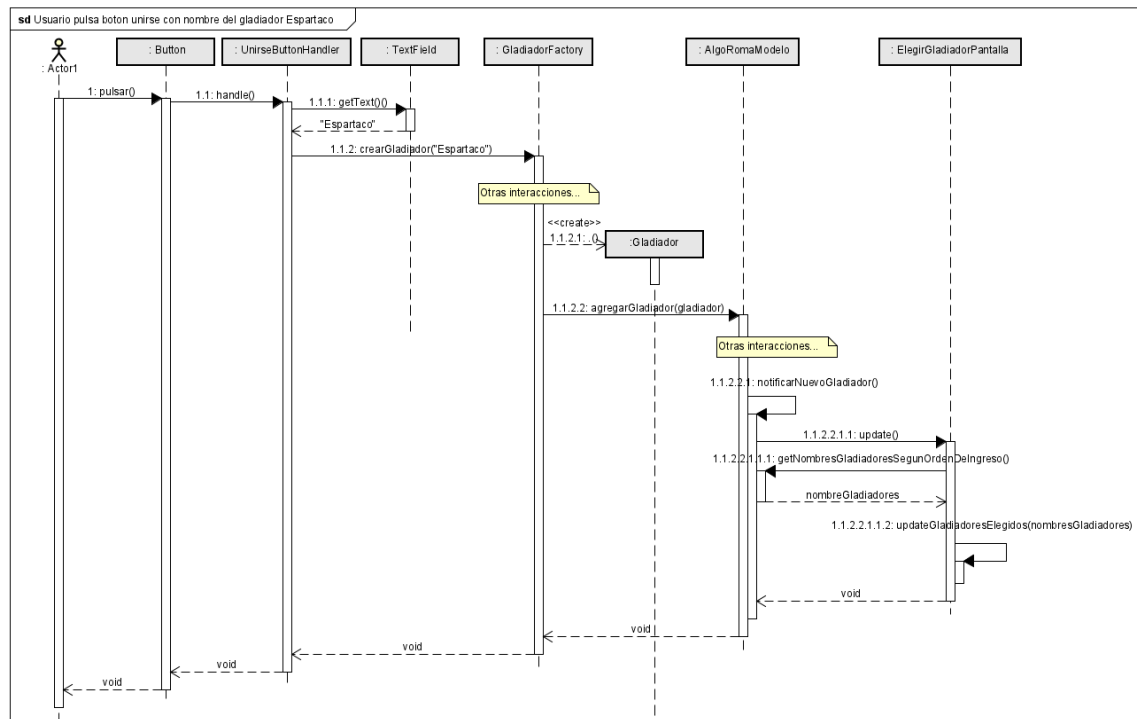 sd Usuario pulsa boton unirse con nombre del gladiador Espartaco
: Actor1
: Button
: UnirseButtonHandler
: TextField
: GladiadorFactory
: AlgoRomaModelo
: ElegirGladiadorPantalla
1: pulsar()
1.1: handle()
1.1.1: getText()()
"Espartaco"
1.1.2: crearGladiador("Espartaco")
Otras interacciones...
<<create>>
1.1.2.1: .()
:Gladiador
1.1.2.2: agregarGladiador(gladiador)
Otras interacciones...
1.1.2.2.1: notificarNuevoGladiador()
1.1.2.2.1.1: update()
1.1.2.2.1.1.1: getNombresGladiadoresSegunOrdenDeIngreso()
nombreGladiadores
1.1.2.2.1.1.2: updateGladiadoresElegidos(nombresGladiadores)
void
void
void
void
void